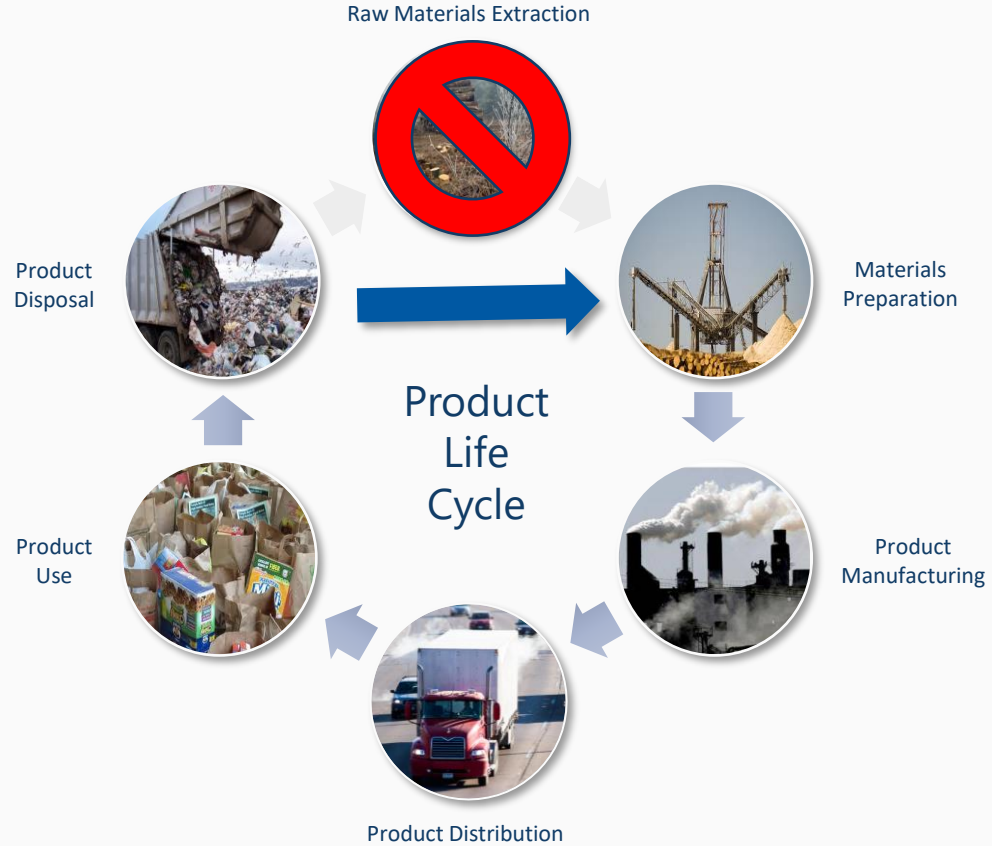 Raw Materials Extraction
Product
Disposal
Materials
Preparation
Product
Life
Cycle
Product
Use
Product
Manufacturing
Product Distribution